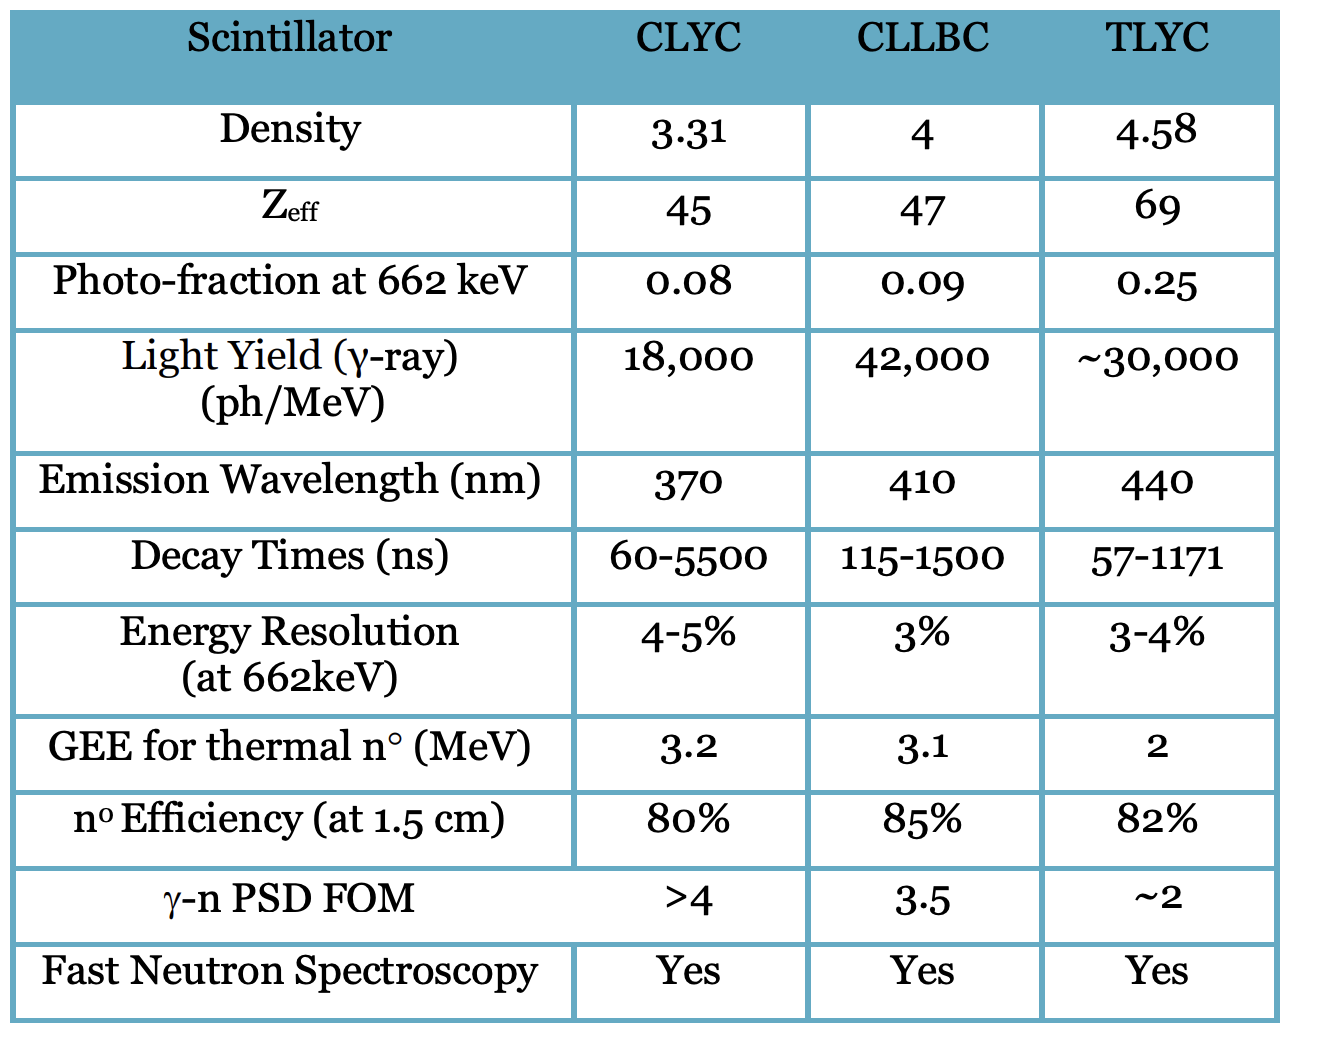 Scintillator CLYC CLLBC TLYC
Density 3.31 4 4.58
Zeff 45 47 69
Photo-fraction at 662 keV 0.08 0.09 0.25
Light Yield (γ-ray) 18,000 42,000 ~30,000
(ph/MeV)
Emission Wavelength (nm) 370 410 440
Decay Times (ns) 60-5500 115-1500 57-1171
Energy Resolution 4-5% 3% 3-4%
(at 662keV)
GEE for thermal n° (MeV) 3.2 3.1 2
nº Efficiency (at 1.5 cm) 80% 85% 82%
γ-n PSD FOM >4 3.5 ~2
Fast Neutron Spectroscopy Yes Yes Yes